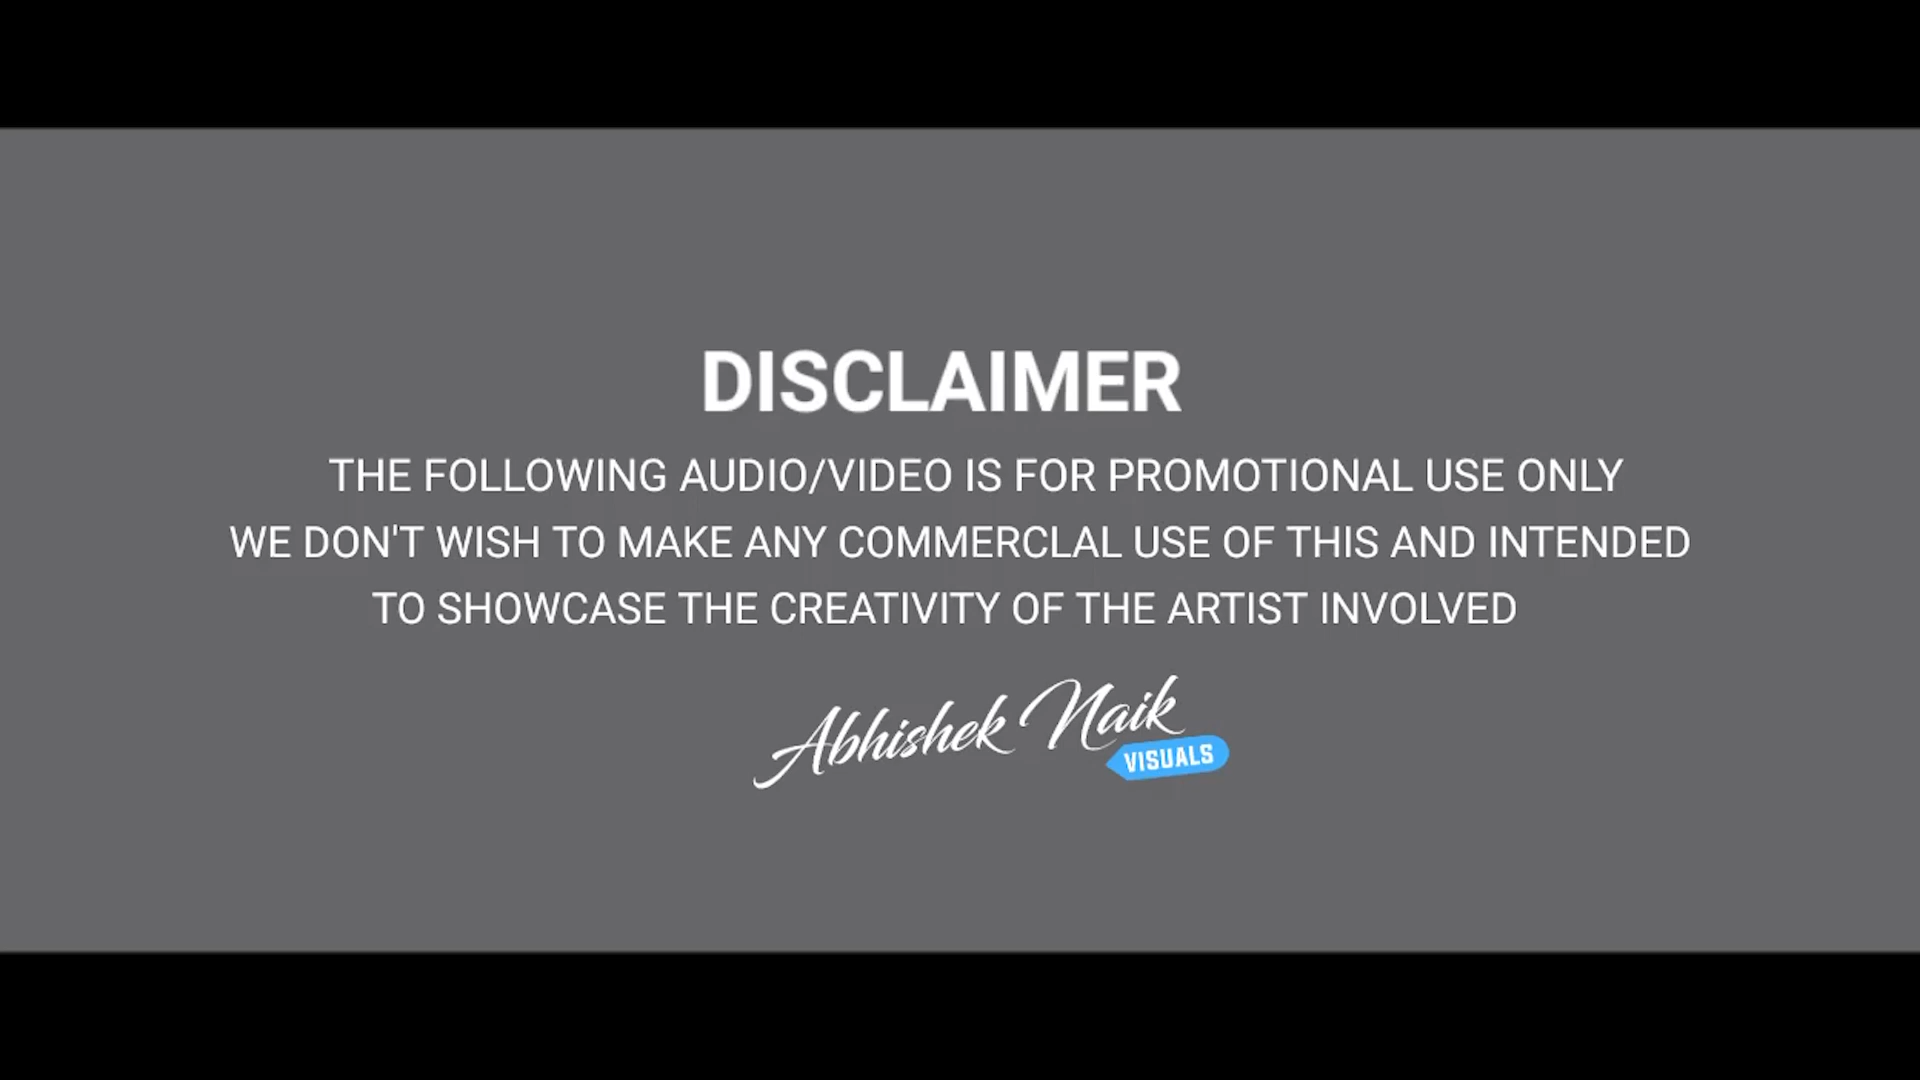 DISCLAIMER
THE FOLLOWING AUDIO/VIDEO IS FOR PROMOTIONAL USE ONLY
WE DON'T WISH TO MAKE ANY COMMERCLAL USE OF THIS AND INTENDED
TO SHOWCASE THE CREATIVITY OF THE ARTIST INVOLVED
Abhishek Naik
VISUALS